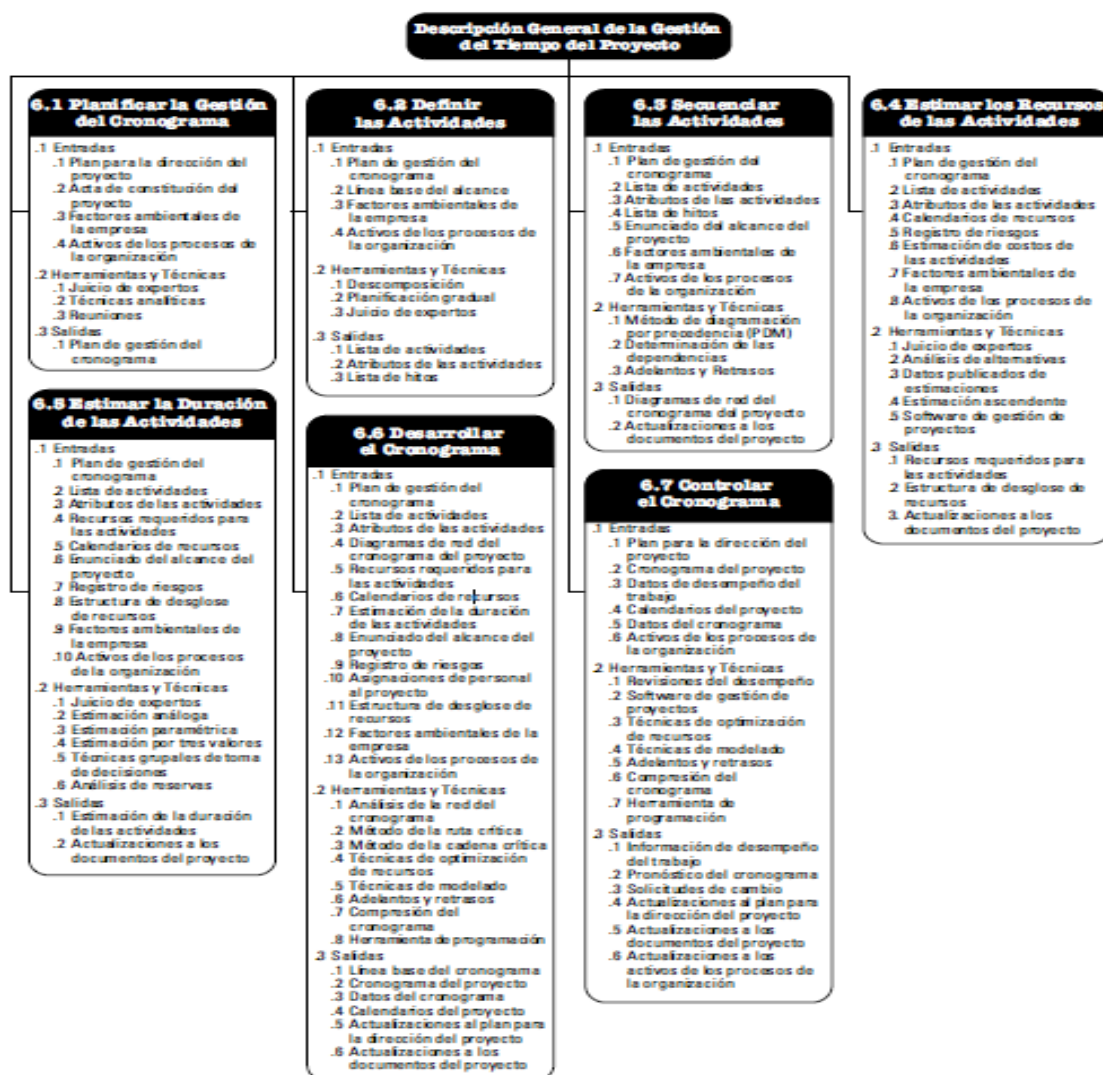 Descripción General de la Gestión
del Tiempo del Proyecto
6.1 Planificar la Gestión
del Cronograma
.1 Entradas
.1 Plan para la dirección del
proyecto
.2 Acta de constitución del
proyecto
.3 Factores ambientales de
la empresa
.4 Activos de los procesos de
la organización
.2 Herramientas y Técnicas
.1 Juicio de expertos
.2 Técnicas analíticas
.3 Reuniones
.3 Salidas
.1 Plan de gestión del
cronograma
6.2 Definir
las Actividades
.1 Entradas
.1 Plan de gestión del
cronograma
.2 Línea base del alcance
.3 Factores ambientales de
la empresa
.4 Activos de los procesos de
la organización
.2 Herramientas y Técnicas
.1 Descomposición
.2 Planificación gradual
.3 Juicio de expertos
.3 Salidas
.1 Lista de actividades
.2 Atributos de las actividades
.3 Lista de hitos
6.3 Secuenciar
las Actividades
.1 Entradas
.1 Plan de gestión del
cronograma
.2 Lista de actividades
.3 Atributos de las actividades
.4 Lista de hitos
.5 Enunciado del alcance del
proyecto
.6 Factores ambientales de
la empresa
.7 Activos de los procesos
de la organización
.2 Herramientas y Técnicas
.1 Método de diagramación
por precedencia (PDM)
.2 Determinación de las
dependencias
.3 Adelantos y Retrasos
.3 Salidas
.1 Diagramas de red del
cronograma del proyecto
.2 Actualizaciones a los
documentos del proyecto
6.4 Estimar los Recursos
de las Actividades
.1 Entradas
.1 Plan de gestión del
cronograma
.2 Lista de actividades
.3 Atributos de las actividades
.4 Calendarios de recursos
.5 Registro de riesgos
.6 Estimación de costos de
las actividades
.7 Factores ambientales de
la empresa
.8 Activos de los procesos de
la organización
.2 Herramientas y Técnicas
.1 Juicio de expertos
.2 Análisis de alternativas
.3 Datos publicados de
estimaciones
.4 Estimación ascendente
.5 Software de gestión de
proyectos
.3 Salidas
.1 Recursos requeridos para
las actividades
.2 Estructura de desglose de
recursos
3. Actualizaciones a los
documentos del proyecto
6.5 Estimar la Duración
de las Actividades
.1 Entradas
.1 Plan de gestión del
cronograma
.2 Lista de actividades
.3 Atributos de las actividades
.4 Recursos requeridos para
las actividades
.5 Calendarios de recursos
.6 Enunciado del alcance del
proyecto
.7 Registro de riesgos
.8 Estructura de desglose
de recursos
.9 Factores ambientales de
la empresa
.10 Activos de los procesos
de la organización
.2 Herramientas y Técnicas
.1 Juicio de expertos
.2 Estimación análoga
.3 Estimación paramétrica
.4 Estimación por tres valores
.5 Técnicas grupales de toma
de decisiones
.6 Análisis de reservas
.3 Salidas
.1 Estimación de la duración
de las actividades
.2 Actualizaciones a los
documentos del proyecto
6.6 Desarrollar
el Cronograma
.1 Entradas
.1 Plan de gestión del
cronograma
.2 Lista de actividades
.3 Atributos de las actividades
.4 Diagramas de red del
cronograma del proyecto
.5 Recursos requeridos para
las actividades
.6 Calendarios de recursos
.7 Estimación de la duración
de las actividades
.8 Enunciado del alcance del
proyecto
.9 Registro de riesgos
.10 Asignaciones de personal
al proyecto
.11 Estructura de desglose de
recursos
.12 Factores ambientales de la
empresa
.13 Activos de los procesos de
la organización
.2 Herramientas y Técnicas
.1 Análisis de la red del
cronograma
.2 Método de la ruta crítica
.3 Método de la cadena crítica
.4 Técnicas de optimización
de recursos
.5 Técnicas de modelado
.6 Adelantos y retrasos
.7 Compresión del
cronograma
.8 Herramienta de programación
.3 Salidas
.1 Línea base del cronograma
.2 Cronograma del proyecto
.3 Datos del cronograma
.4 Calendarios del proyecto
.5 Actualizaciones al plan para
la dirección del proyecto
.6 Actualizaciones a los
documentos del proyecto
6.7 Controlar
el Cronograma
.1 Entradas
.1 Plan para la dirección del
proyecto
.2 Cronograma del proyecto
.3 Datos de desempeño del
trabajo
.4 Calendarios del proyecto
.5 Datos del cronograma
.6 Activos de los procesos de
la organización
.2 Herramientas y Técnicas
.1 Revisiones del desempeño
.2 Software de gestión de
proyectos
.3 Técnicas de optimización
de recursos
.4 Técnicas de modelado
.5 Adelantos y retrasos
.6 Compresión del
cronograma
.7 Herramienta de
programación
.3 Salidas
.1 Información de desempeño
del trabajo
.2 Pronóstico del cronograma
.3 Solicitudes de cambio
.4 Actualizaciones al plan para
la dirección del proyecto
.5 Actualizaciones a los
documentos del proyecto
.6 Actualizaciones a los
activos de los procesos de
la organización